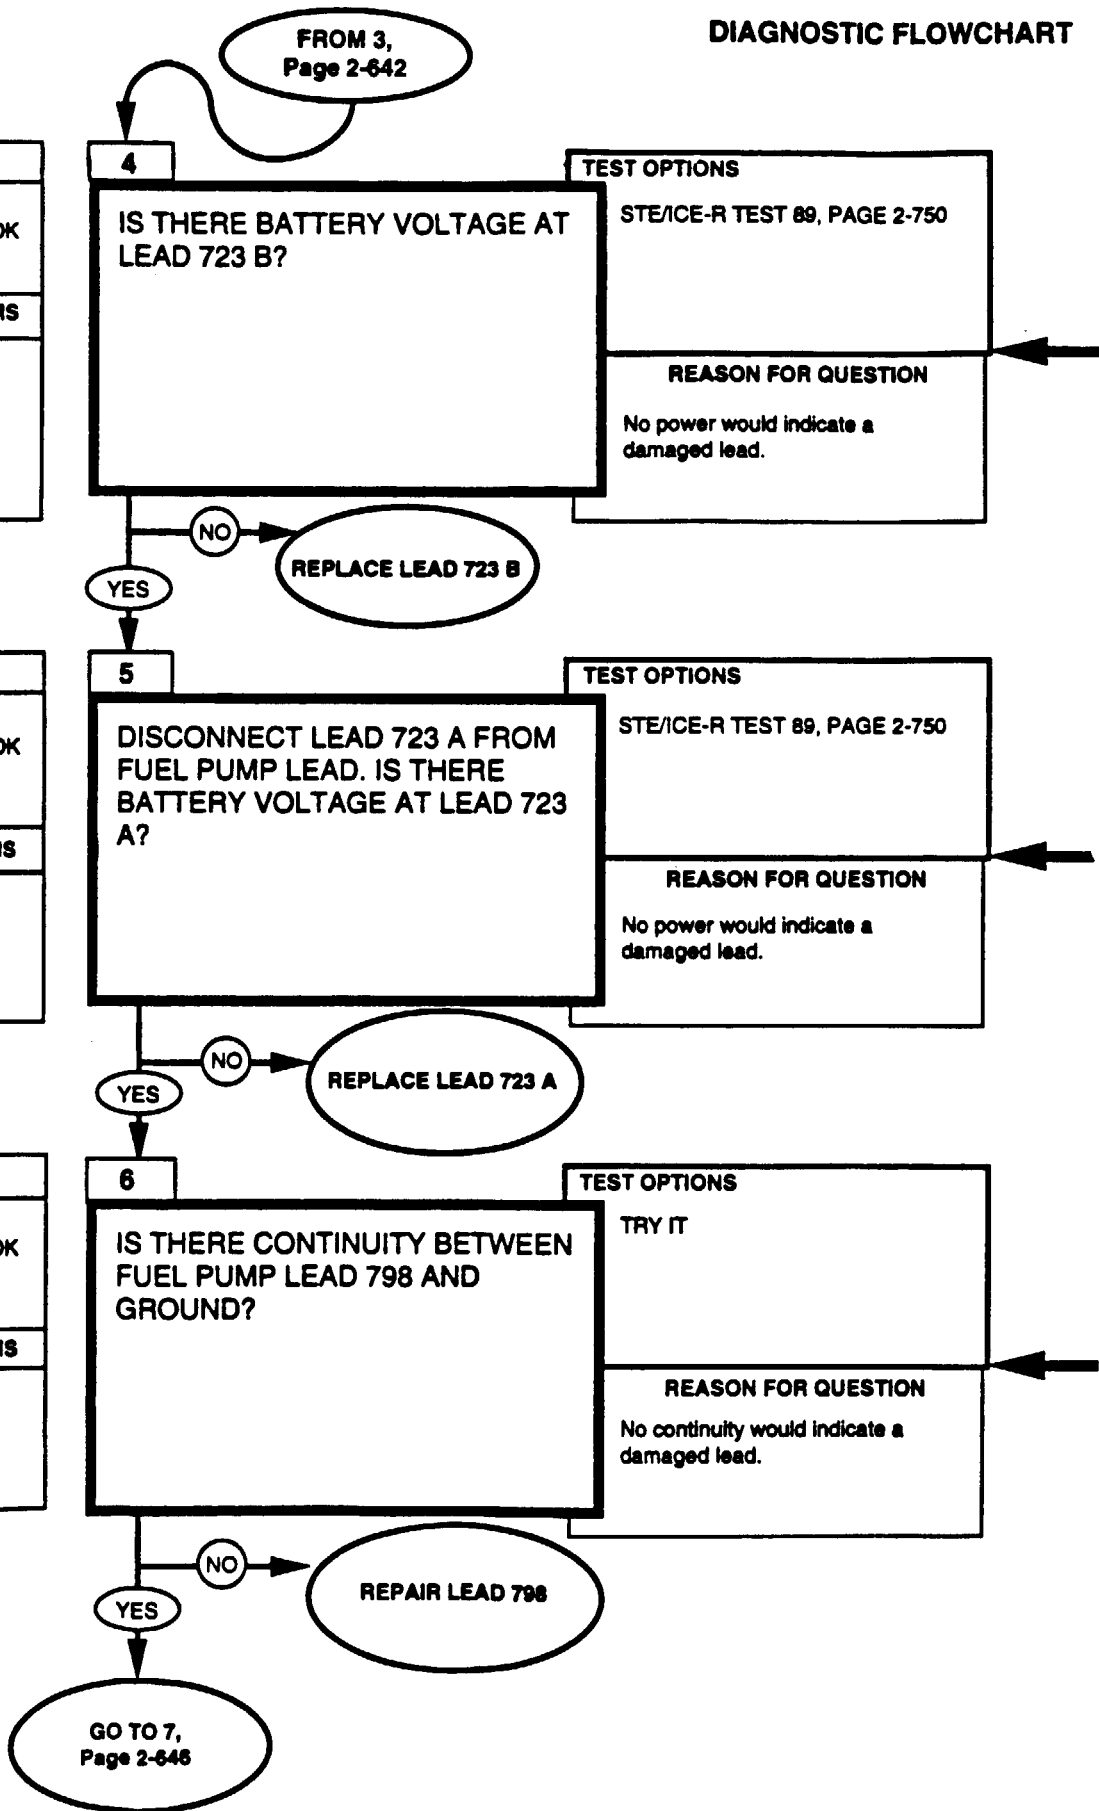 DIAGNOSTIC FLOWCHART
FROM 3,
Page 2-642
4
IS THERE BATTERY VOLTAGE AT
LEAD 723 B?
TEST OPTIONS
STE/ICE-R TEST 89, PAGE 2-750
REASON FOR QUESTION
No power would indicate a
damaged lead.
NO
REPLACE LEAD 723 B
YES
5
DISCONNECT LEAD 723 A FROM
FUEL PUMP LEAD. IS THERE
BATTERY VOLTAGE AT LEAD 723
A?
TEST OPTIONS
STE/ICE-R TEST 89, PAGE 2-750
REASON FOR QUESTION
No power would indicate a
damaged lead.
NO
REPLACE LEAD 723 A
YES
6
IS THERE CONTINUITY BETWEEN
FUEL PUMP LEAD 798 AND
GROUND?
TEST OPTIONS
TRY IT
REASON FOR QUESTION
No continuity would indicate a
damaged lead.
NO
REPAIR LEAD 798
YES
GO TO 7,
Page 2-646